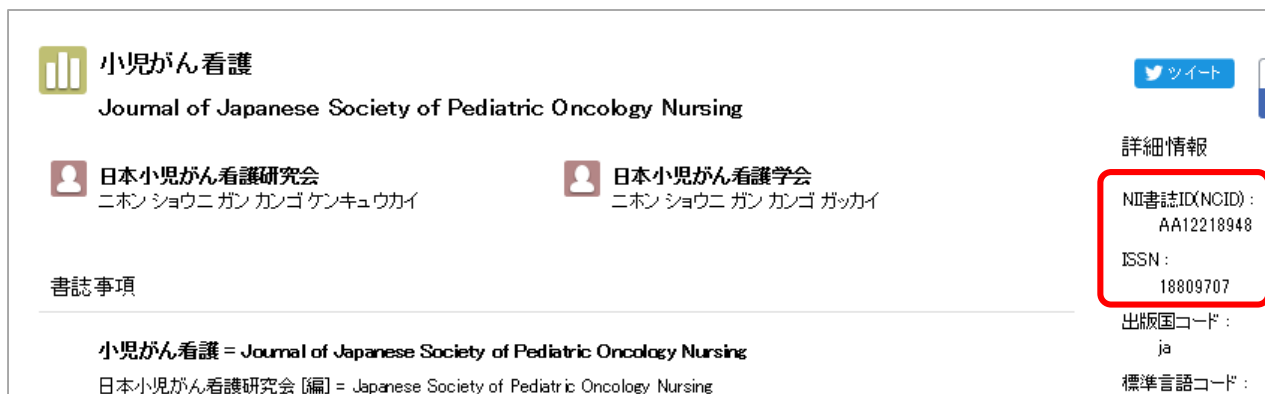 小児がん看護
Journal of Japanese Society of Pediatric Oncology Nursing
日本小児がん看護研究会
ニホン ショウニ ガン カンゴ ケンキュウカイ
日本小児がん看護学会
ニホン ショウニ ガン カンゴ ガッカイ
書誌事項
小児がん看護 = Journal of Japanese Society of Pediatric Oncology Nursing
日本小児がん看護研究会 [編] = Japanese Society of Pediatric Oncology Nursing
ツイート
詳細情報
NII書誌ID(NCID) :
AA12218948
ISSN :
18809707
出版国コード :
ja
標準言語コード :